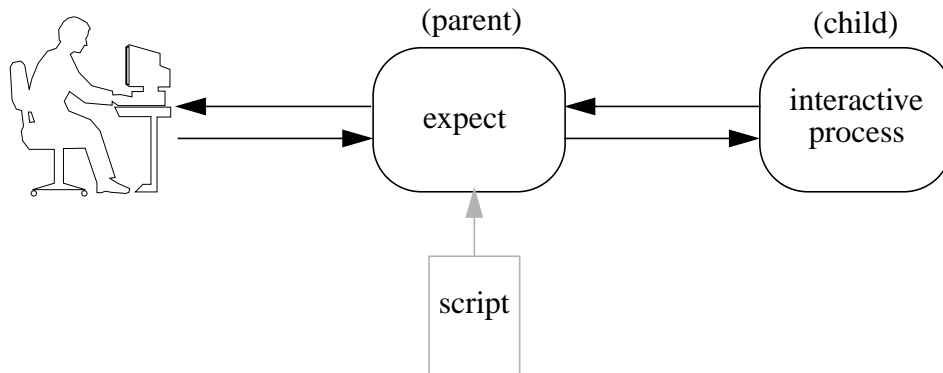 (parent)
(child)
expect
interactive
process
script